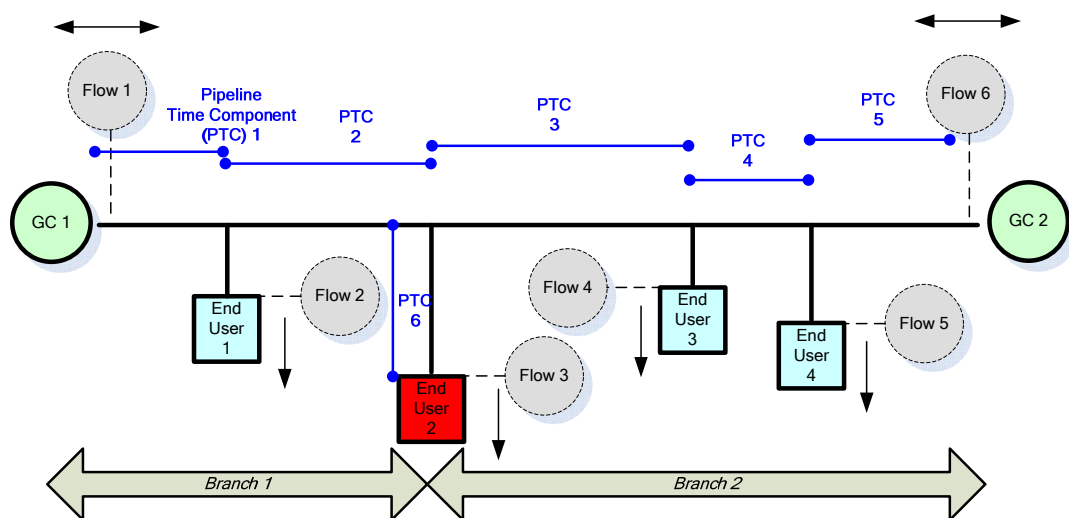 Flow 1
Pipeline
Time Component
(PTC) 1
PTC
2
PTC
3
PTC
4
PTC
5
Flow 6
GC 1
GC 2
End
User
1
Flow 2
PTC
6
End
User
2
Flow 3
Flow 4
End
User
3
End
User
4
Flow 5
Branch 1
Branch 2